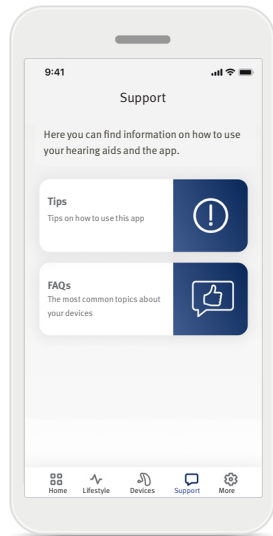 9:41
Support
Here you can find information on how to use
your hearing aids and the app.
Tips
Tips on how to use this app
FAQs
The most common topics about
your devices
Home Lifestyle Devices Support More